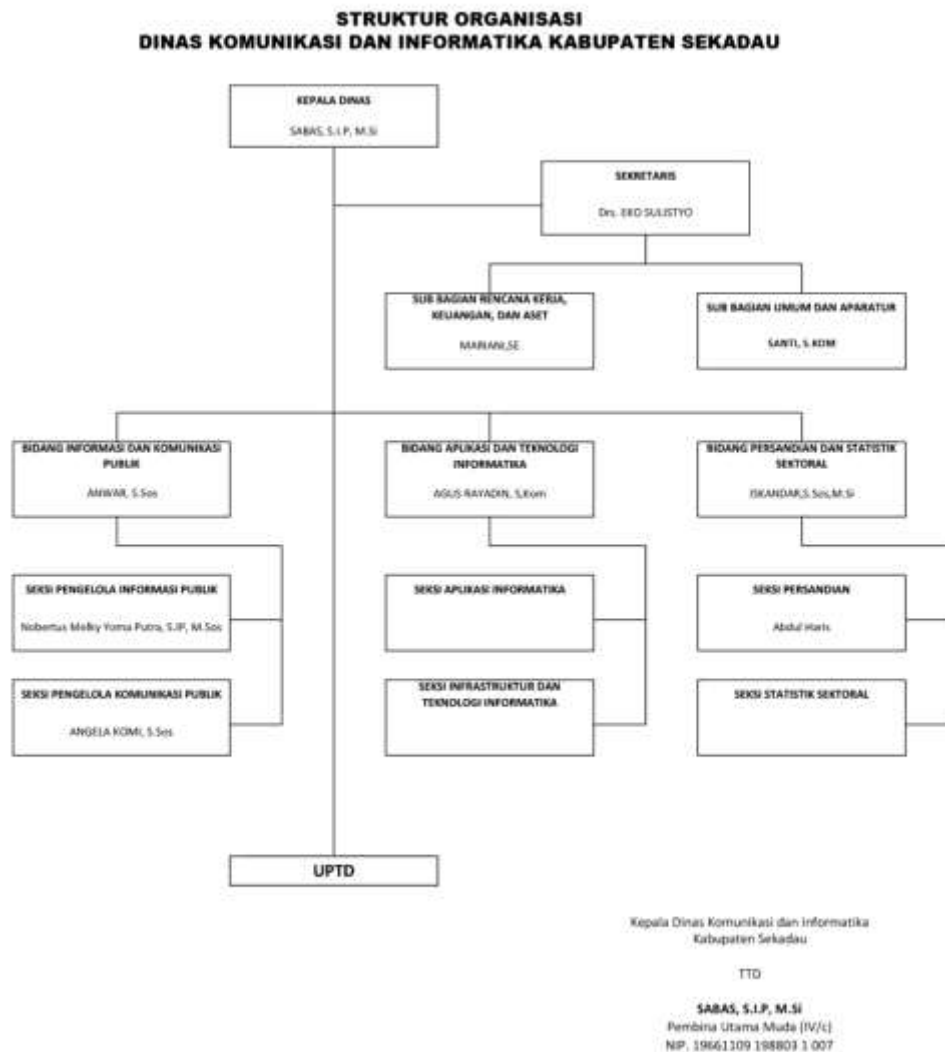 STRUKTUR ORGANISASI
DINAS KOMUNIKASI DAN INFORMATIKA KABUPATEN SEKADAU
KEPALA DINAS
SABAS, S.I.P, M.Si
SEKRETARIS
Drs. EKO SULISTYO
SUB BAGIAN RENCANA KERJA,
KEUANGAN, DAN ASET
MARIANI,SE
SUB BAGIAN UMUM DAN APARATUR
SANTI, S.KOM
BIDANG INFORMASI DAN KOMUNIKASI
PUBLIK
ANWAR, S.Sos
BIDANG APLIKASI DAN TEKNOLOGI
INFORMATIKA
AGUS RAYADIN, S.Kom
BIDANG PERSANDIAN DAN STATISTIK
SEKTORAL
ISKANDAR,S.Sos,M.Si
SEKSI PENGELOLA INFORMASI PUBLIK
Nobertus Melky Yoma Putra, S.IP, M.Sos
SEKSI APLIKASI INFORMATIKA
SEKSI PERSANDIAN
Abdul Haris
SEKSI PENGELOLA KOMUNIKASI PUBLIK
ANGELA KOMI, S.Sos
SEKSI INFRASTRUKTUR DAN
TEKNOLOGI INFORMATIKA
SEKSI STATISTIK SEKTORAL
UPTD
Kepala Dinas Komunikasi dan Informatika
Kabupaten Sekadau
TTD
SABAS, S.I.P, M.Si
Pembina Utama Muda (IV/c)
NIP. 19661109 198803 1 007